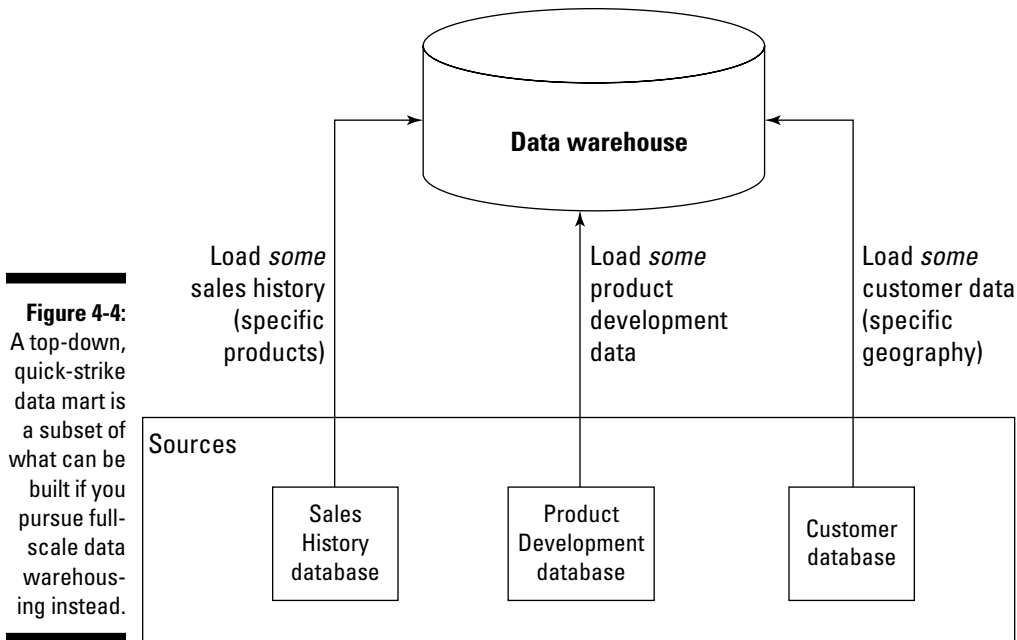 Data warehouse
Load some
sales history
(specific
products)
Load some
product
development
data
Load some
customer data
(specific
geography)
Figure 4-4:
A top-down,
quick-strike
data mart is
a subset of
what can be
built if you
pursue full-
scale data
warehous-
ing instead.
Sources
Sales
History
database
Product
Development
database
Customer
database